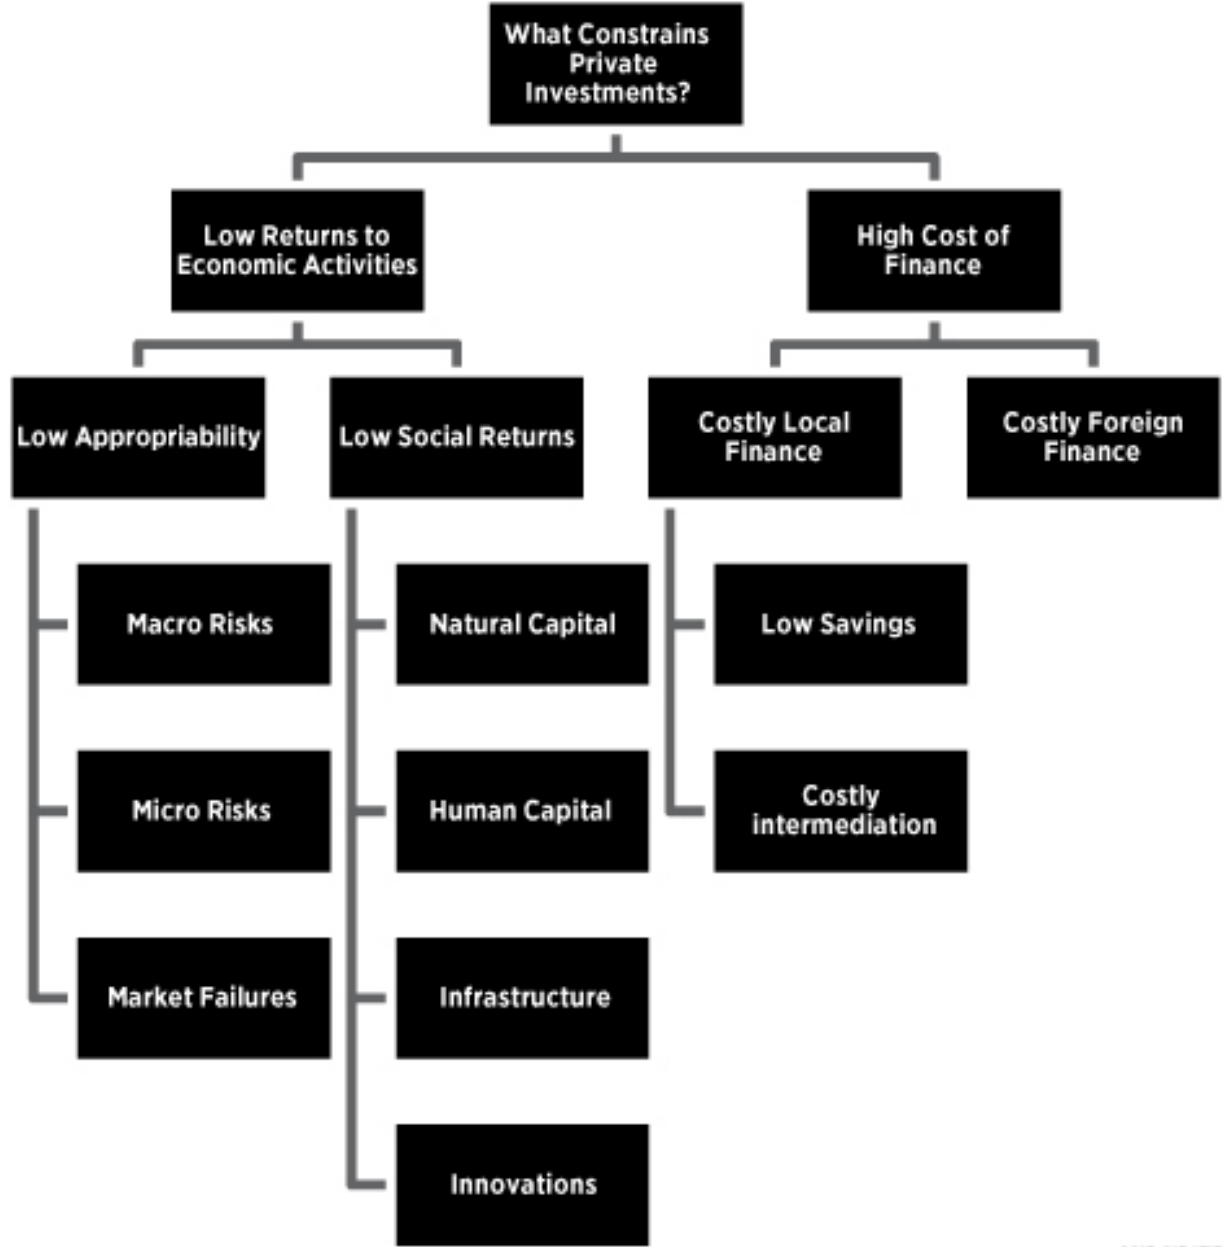 What Constrains
Private
Investments?
Low Returns to
Economic Activities
High Cost of
Finance
Low Appropriability
Low Social Returns
Costly Local
Finance
Costly Foreign
Finance
Macro Risks
Natural Capital
Low Savings
Micro Risks
Human Capital
Costly
intermediation
Market Failures
Infrastructure
Innovations